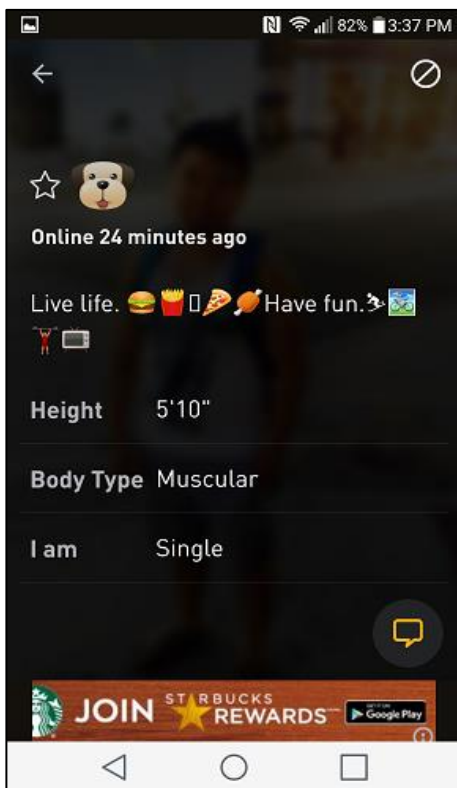 82% 3:37 PM
Online 24 minutes ago
Live life. 🍔🍟▯🍕🍖Have fun.⛷🚵
🏋📺
Height 5'10"
Body Type Muscular
I am Single
JOIN STARBUCKS REWARDS GET IT ON Google Play